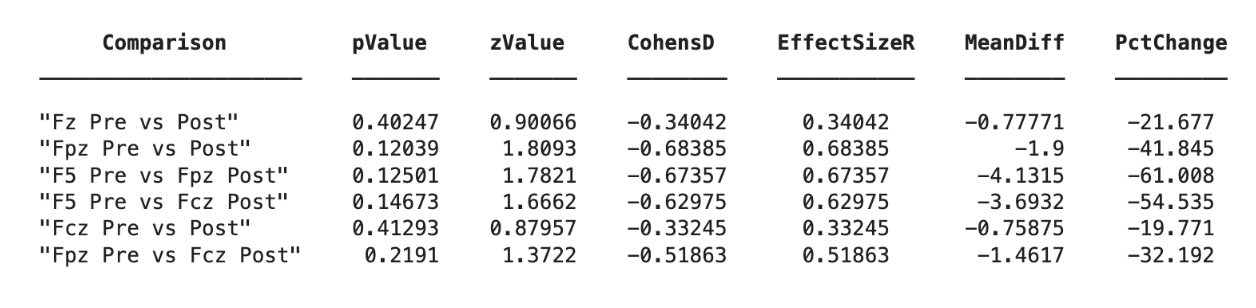 Comparison pValue zValue CohensD EffectSizeR MeanDiff PctChange
"Fz Pre vs Post" 0.40247 0.90066 -0.34042 0.34042 -0.77771 -21.677
"Fpz Pre vs Post" 0.12039 1.8093 -0.68385 0.68385 -1.9 -41.845
"F5 Pre vs Fpz Post" 0.12501 1.7821 -0.67357 0.67357 -4.1315 -61.008
"F5 Pre vs Fcz Post" 0.14673 1.6662 -0.62975 0.62975 -3.6932 -54.535
"Fcz Pre vs Post" 0.41293 0.87957 -0.33245 0.33245 -0.75875 -19.771
"Fpz Pre vs Fcz Post" 0.2191 1.3722 -0.51863 0.51863 -1.4617 -32.192